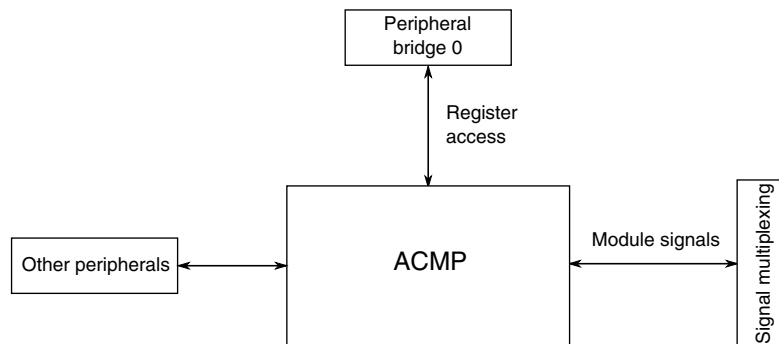 Peripheral
bridge 0
Register
access
Other peripherals
ACMP
Module signals
Signal multiplexing